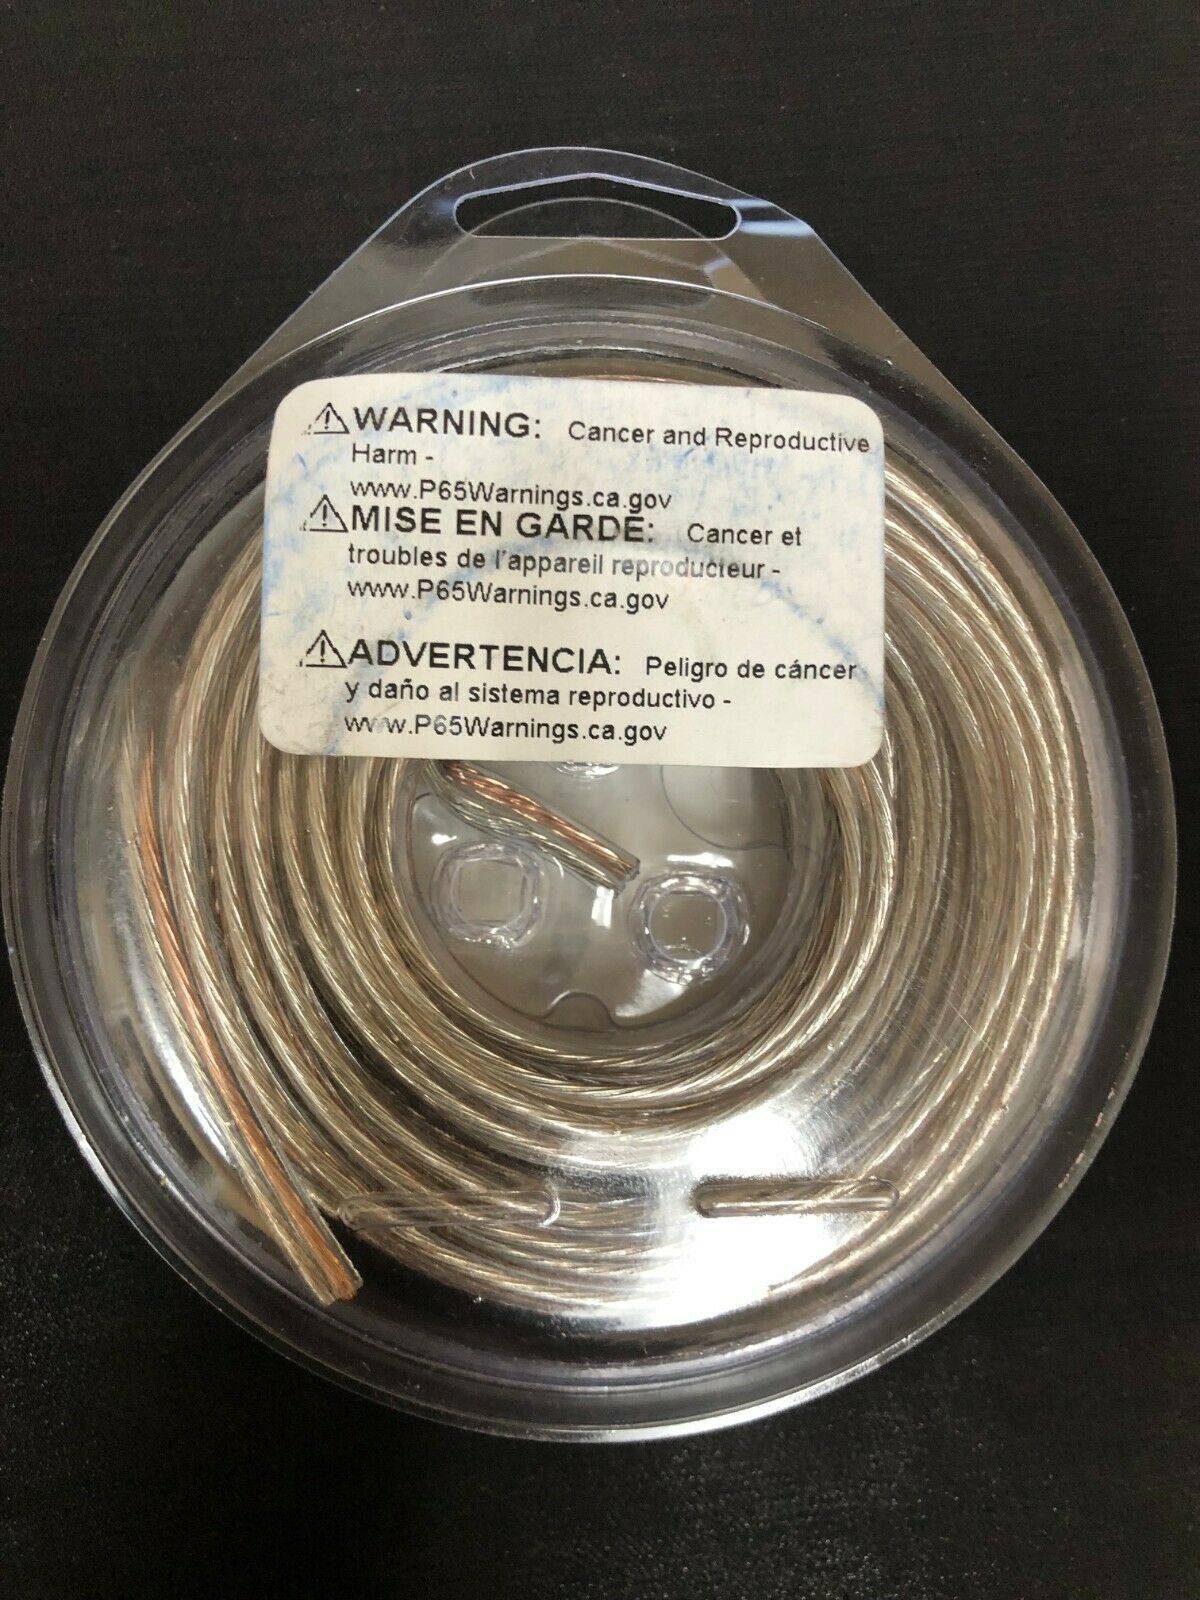 ⚠WARNING: Cancer and Reproductive
Harm -
www.P65Warnings.ca.gov
⚠MISE EN GARDE: Cancer et
troubles de l'appareil reproducteur -
www.P65Warnings.ca.gov
⚠ADVERTENCIA: Peligro de cáncer
y daño al sistema reproductivo -
www.P65Warnings.ca.gov